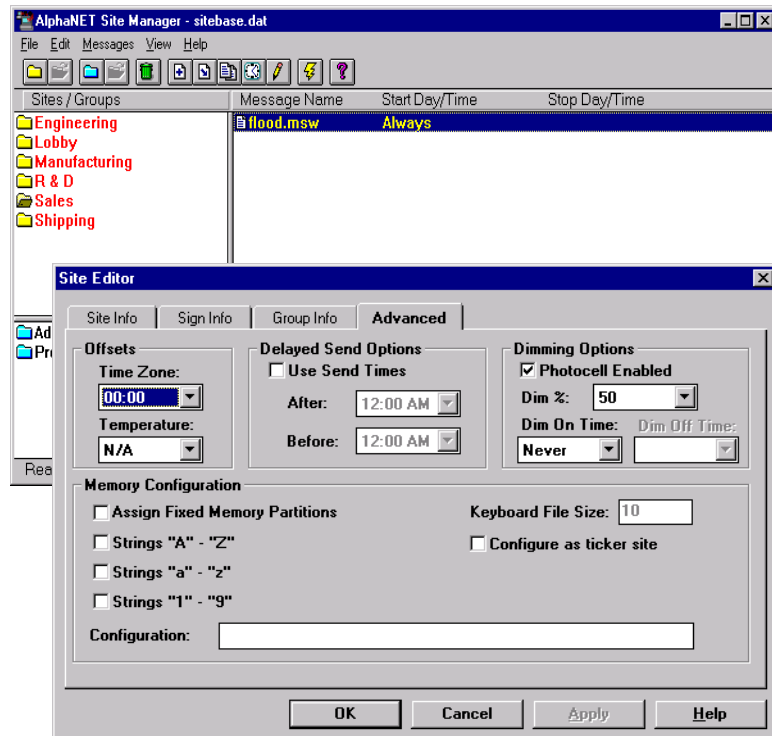 AlphaNET Site Manager - sitebase.dat
File Edit Messages View Help
Sites / Groups Message Name Start Day/Time Stop Day/Time
Engineering flood.msw Always
Lobby
Manufacturing
R & D
Sales
Shipping
Ad
Pr
Rea
Site Editor
Site Info Sign Info Group Info Advanced
Offsets Delayed Send Options Dimming Options
Time Zone: Use Send Times Photocell Enabled
00:00 After: 12:00 AM Dim %: 50
Temperature: Before: 12:00 AM Dim On Time: Dim Off Time:
N/A Never
Memory Configuration
Assign Fixed Memory Partitions Keyboard File Size: 10
Strings "A" - "Z" Configure as ticker site
Strings "a" - "z"
Strings "1" - "9"
Configuration:
OK Cancel Apply Help